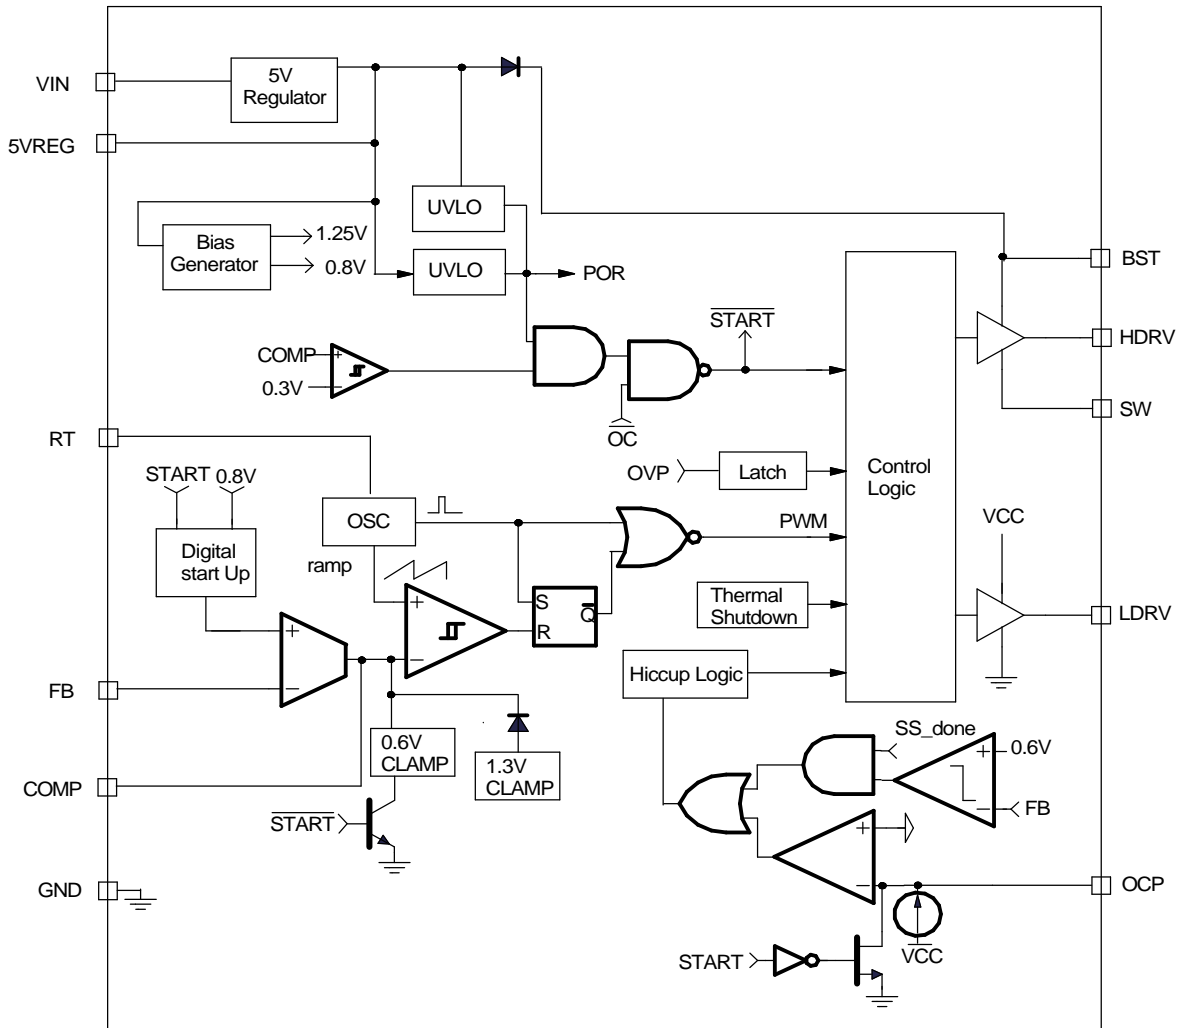 VIN
5V
Regulator
5VREG
UVLO
Bias
Generator
1.25V
0.8V
UVLO
POR
BST
START
HDRV
COMP
+
0.3V
−
SW
OC
RT
START
0.8V
OVP
Latch
Control
Logic
OSC
PWM
VCC
Digital
start Up
ramp
Thermal
Shutdown
+
S
Q
R
LDRV
+
−
−
FB
Hiccup Logic
SS_done
0.6V
CLAMP
1.3V
CLAMP
+
0.6V
COMP
−
FB
START
+
GND
−
OCP
START
VCC